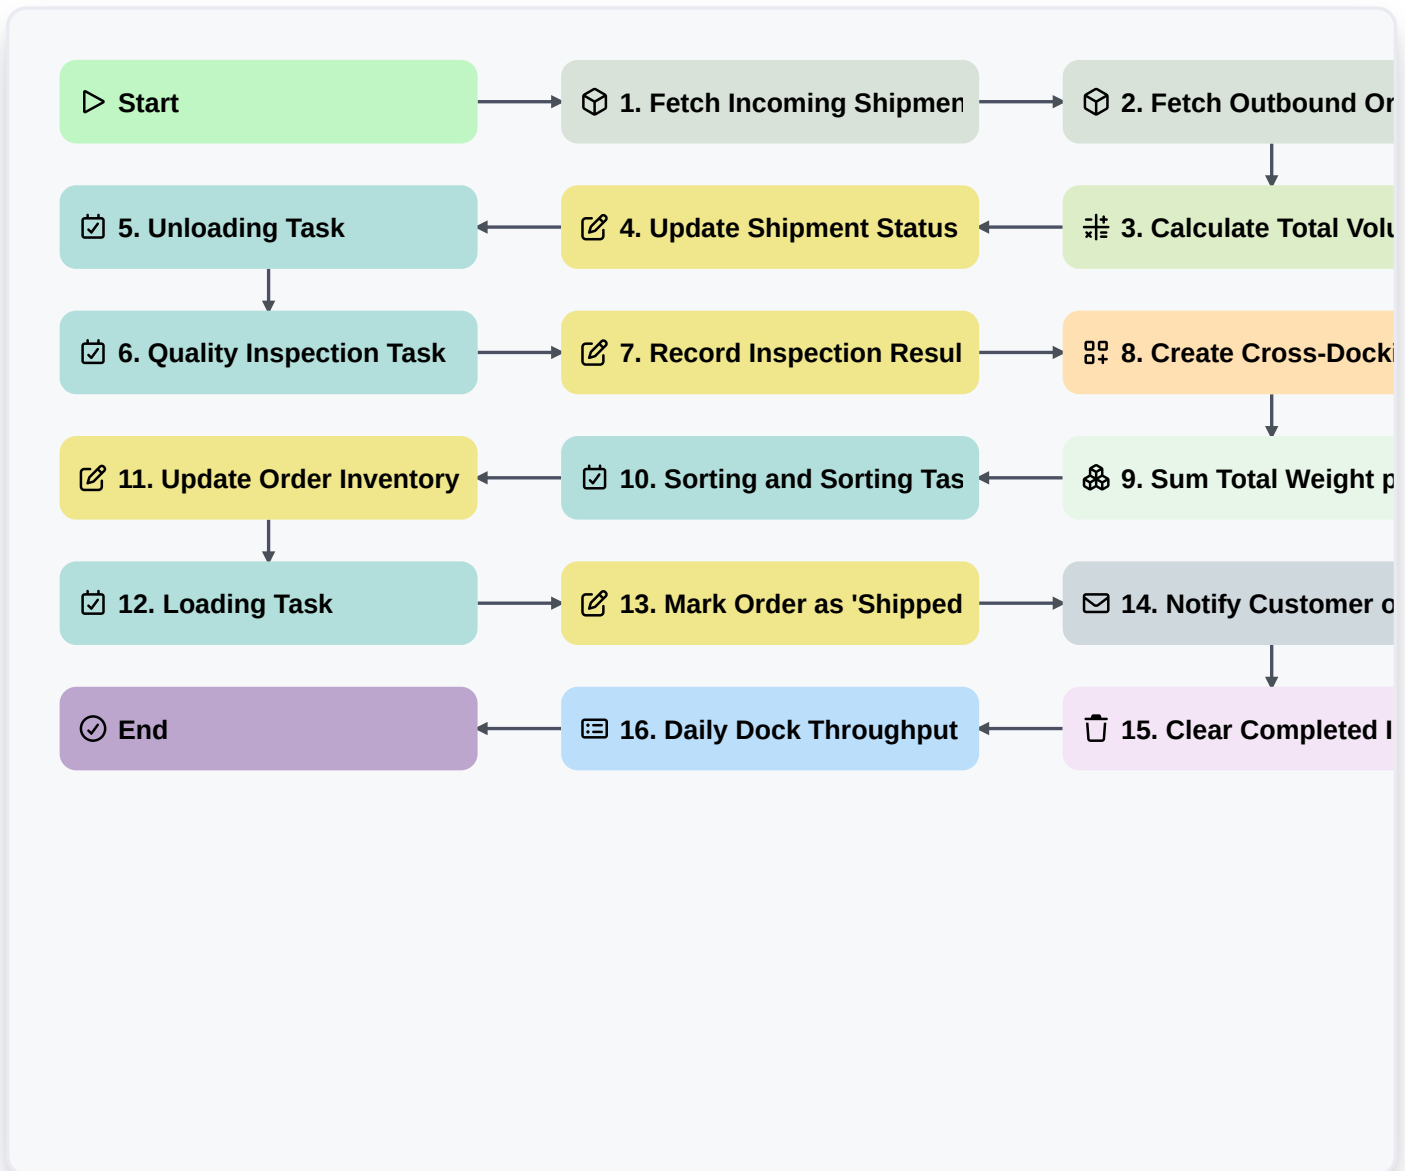 Start
1. Fetch Incoming Shipmen
2. Fetch Outbound Or
5. Unloading Task
4. Update Shipment Status
3. Calculate Total Volu
6. Quality Inspection Task
7. Record Inspection Resul
8. Create Cross-Docki
11. Update Order Inventory
10. Sorting and Sorting Tas
9. Sum Total Weight p
12. Loading Task
13. Mark Order as 'Shipped
14. Notify Customer o
End
16. Daily Dock Throughput
15. Clear Completed I